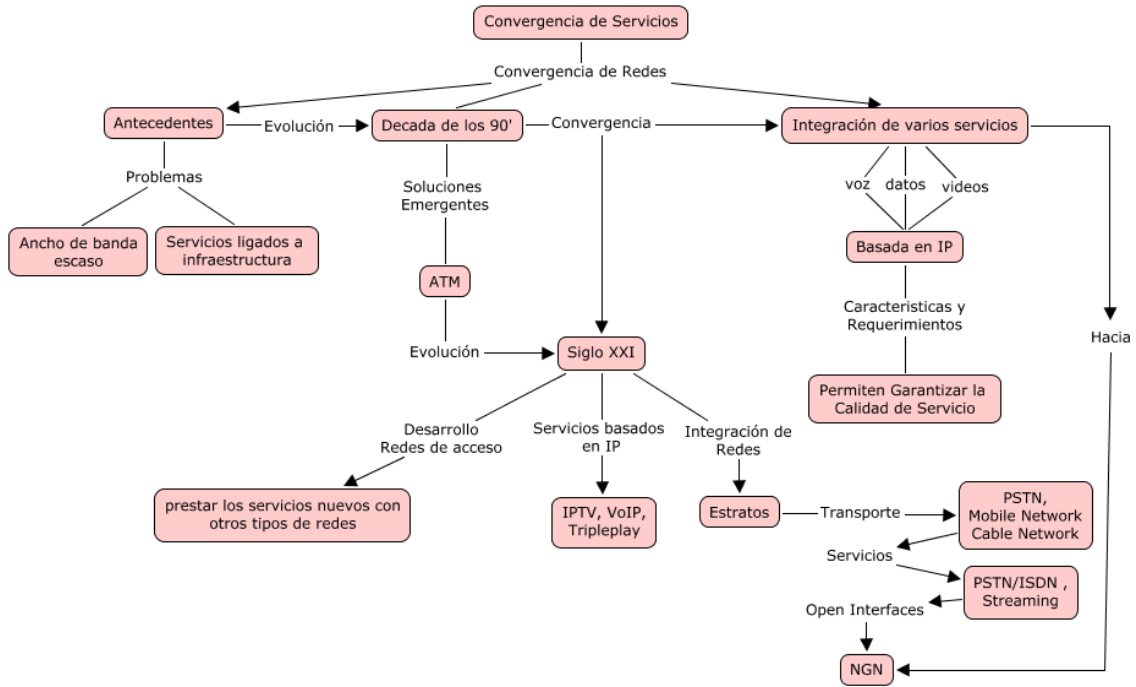 Convergencia de Servicios
Convergencia de Redes
Antecedentes
Evolución
Decada de los 90'
Convergencia
Integración de varios servicios
Problemas
Soluciones
Emergentes
voz
datos
videos
Ancho de banda
escaso
Servicios ligados a
infraestructura
Basada en IP
ATM
Caracteristicas y
Requerimientos
Hacia
Evolución
Siglo XXI
Permiten Garantizar la
Calidad de Servicio
Desarrollo
Redes de acceso
Servicios basados
en IP
Integración de
Redes
prestar los servicios nuevos con
otros tipos de redes
IPTV, VoIP,
Tripleplay
Estratos
Transporte
PSTN,
Mobile Network
Cable Network
Servicios
PSTN/ISDN ,
Streaming
Open Interfaces
NGN